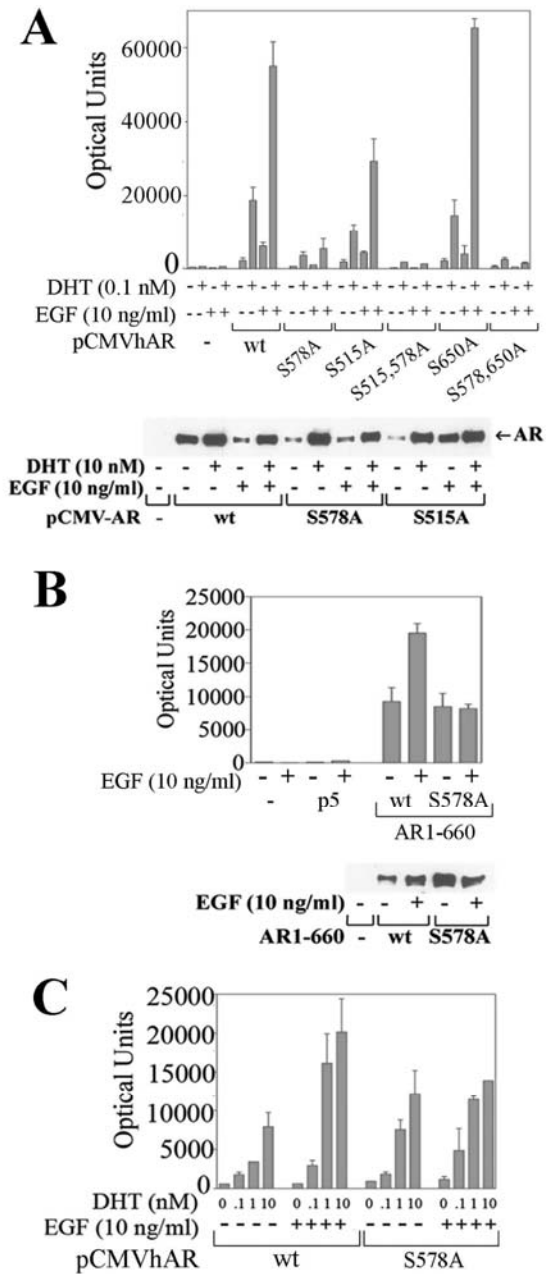 A
Optical Units
60000
40000
20000
0
DHT (0.1 nM) - + - + - + - + - + - + - + - + - + - + - + - + - + - +
EGF (10 ng/ml) - - + + - - + + - - + + - - + + - - + + - - + + - - + +
pCMVhAR - wt S578A S515A S515,578A S650A S578,650A
←AR
DHT (10 nM) - - + - + - + - + - + - +
EGF (10 ng/ml) - - - + + - - + + - - + +
pCMV-AR - wt S578A S515A
B
Optical Units
25000
20000
15000
10000
5000
0
EGF (10 ng/ml) - + - + - + - +
- p5 wt S578A
AR1-660
EGF (10 ng/ml) - - + - +
AR1-660 - wt S578A
C
Optical Units
25000
20000
15000
10000
5000
0
DHT (nM) 0 .1 1 10 0 .1 1 10 0 .1 1 10 0 .1 1 10
EGF (10 ng/ml) - - - - + + + + - - - - + + + +
pCMVhAR wt S578A